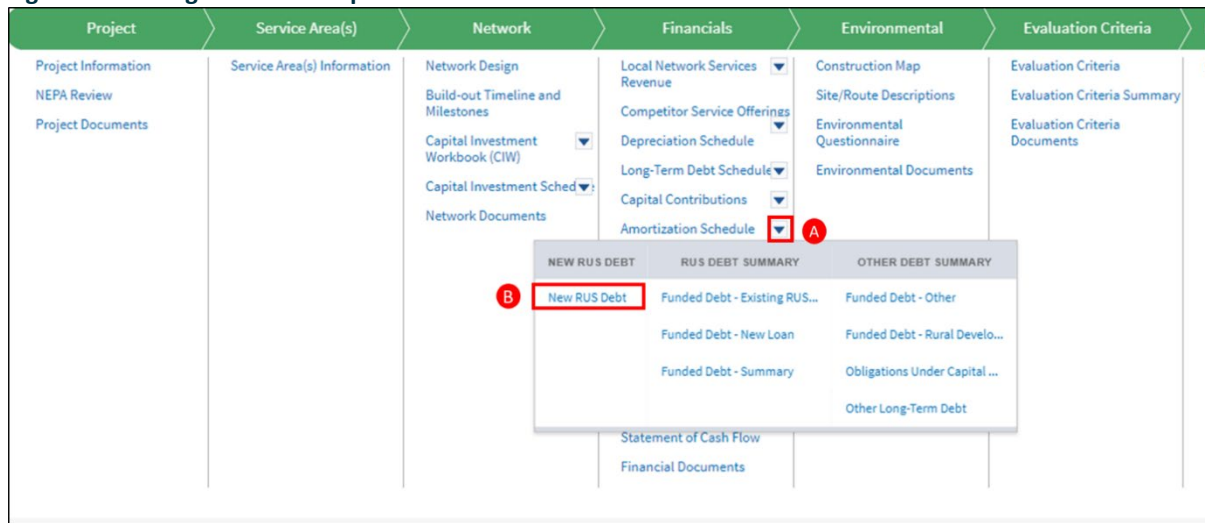 Project
Service Area(s)
Network
Financials
Environmental
Evaluation Criteria
Project Information
NEPA Review
Project Documents
Service Area(s) Information
Network Design
Build-out Timeline and
Milestones
Capital Investment
Workbook (CIW)
Capital Investment Sched
Network Documents
Local Network Services
Revenue
Competitor Service Offerings
Depreciation Schedule
Long-Term Debt Schedule
Capital Contributions
Amortization Schedule
A
Construction Map
Site/Route Descriptions
Environmental
Questionnaire
Environmental Documents
Evaluation Criteria
Evaluation Criteria Summary
Evaluation Criteria
Documents
NEW RUS DEBT
RUS DEBT SUMMARY
OTHER DEBT SUMMARY
B
New RUS Debt
Funded Debt - Existing RUS...
Funded Debt - Other
Funded Debt - New Loan
Funded Debt - Rural Develo...
Funded Debt - Summary
Obligations Under Capital ...
Other Long-Term Debt
Statement of Cash Flow
Financial Documents